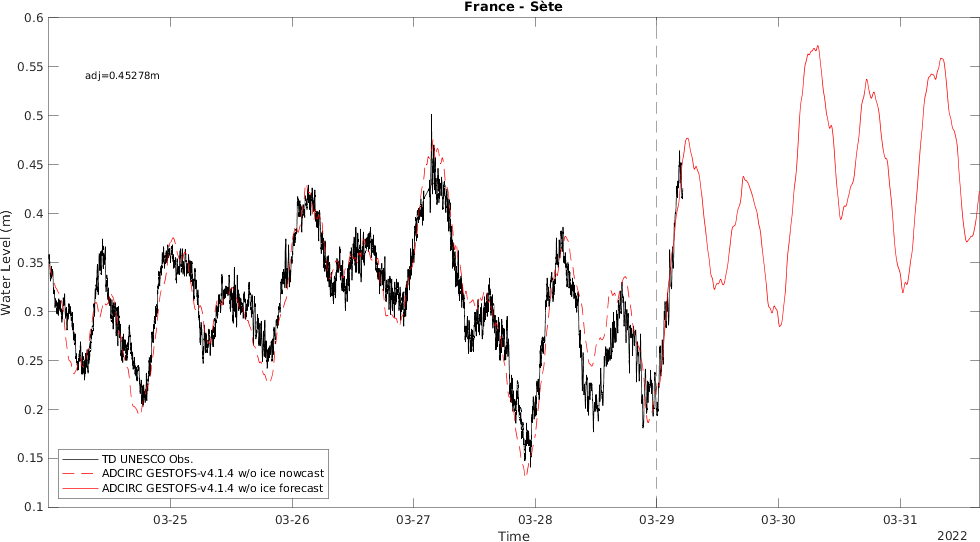 France - Sète
0.6
0.55
0.5
0.45
0.4
0.35
0.3
0.25
0.2
0.15
0.1
Water Level (m)
adj=0.45278m
TD UNESCO Obs.
ADCIRC GESTOFS-v4.1.4 w/o ice nowcast
ADCIRC GESTOFS-v4.1.4 w/o ice forecast
03-25 03-26 03-27 03-28 03-29 03-30 03-31
Time
2022